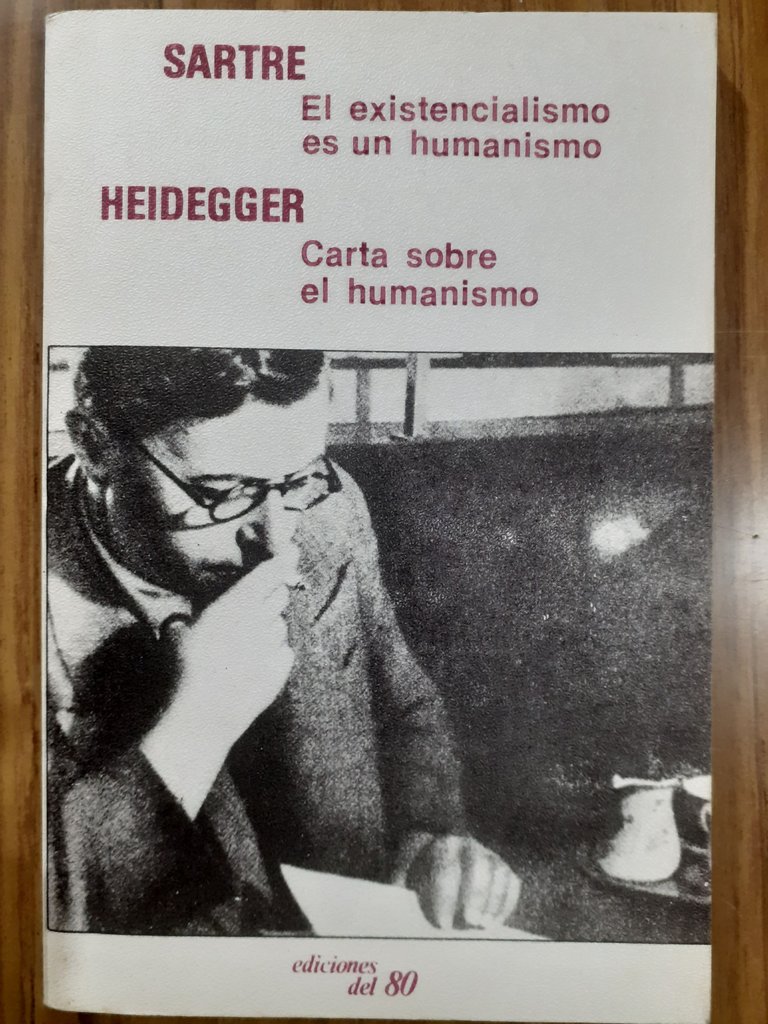 SARTRE
El existencialismo
es un humanismo
HEIDEGGER
Carta sobre
el humanismo
ediciones
del 80